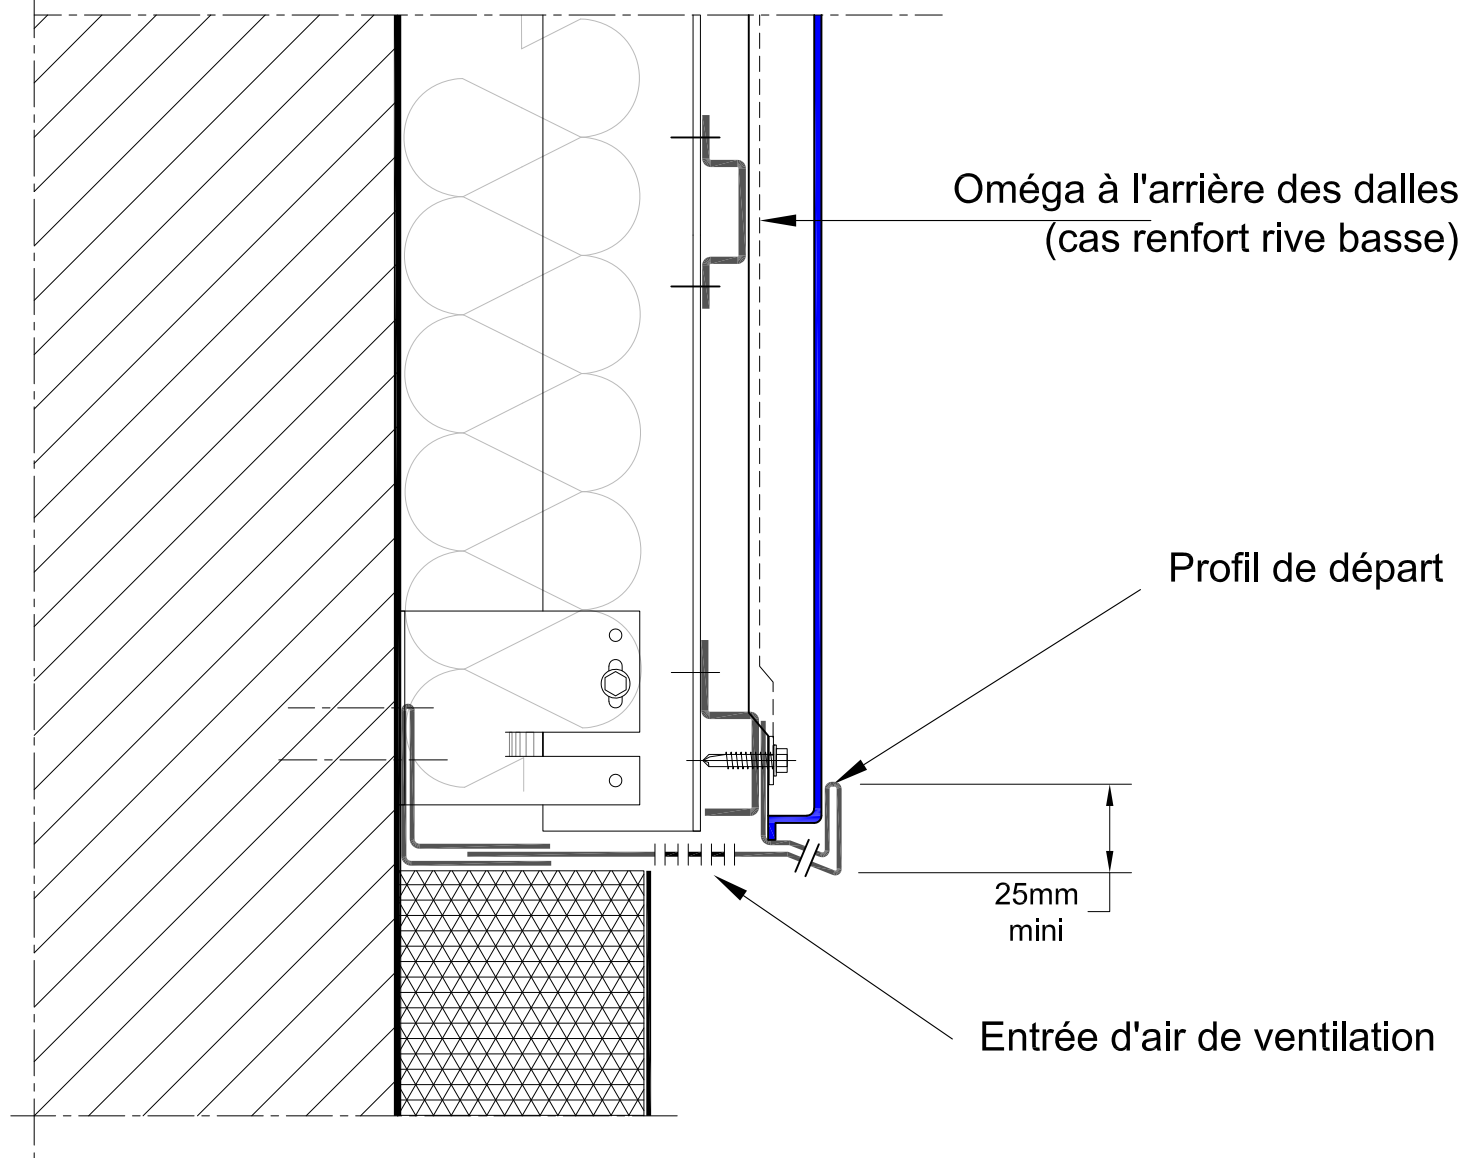 Oméga à l'arrière des dalles
(cas renfort rive basse)
Profil de départ
25mm
mini
Entrée d'air de ventilation